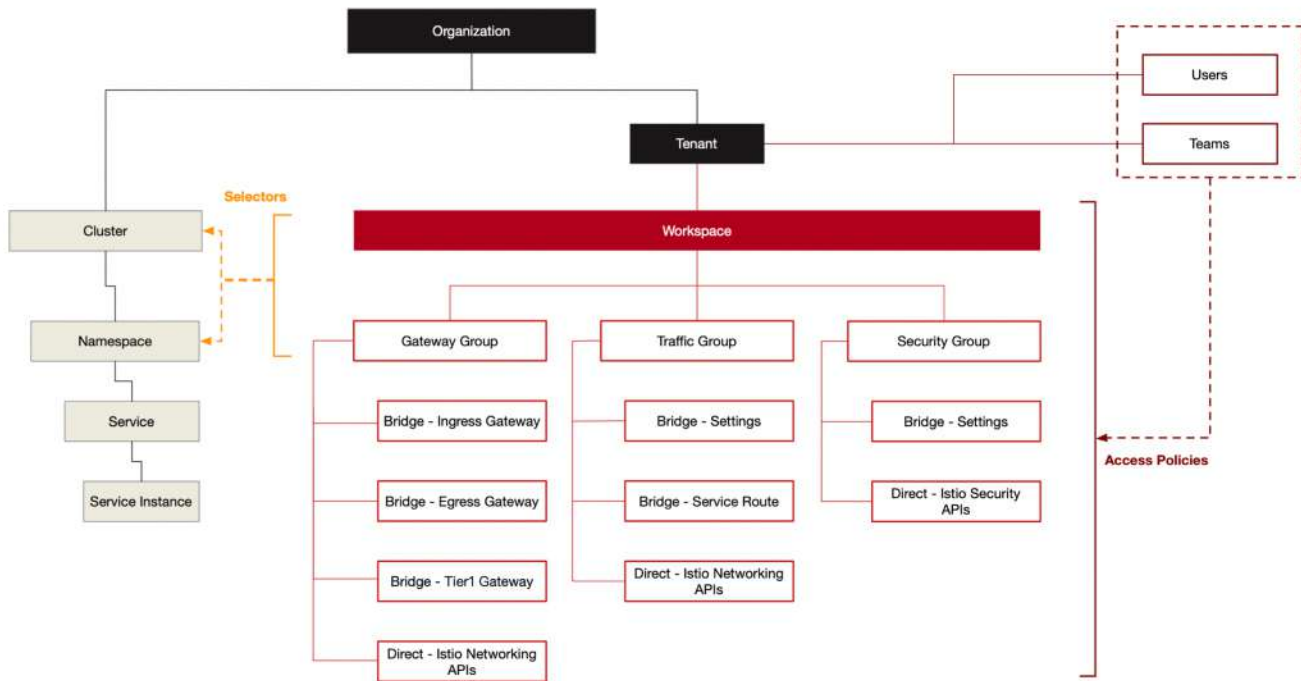 Organization
Users
Tenant
Teams
Selectors
Cluster
Workspace
Namespace
Gateway Group
Traffic Group
Security Group
Service
Bridge - Ingress Gateway
Bridge - Settings
Bridge - Settings
Access Policies
Service Instance
Bridge - Egress Gateway
Bridge - Service Route
Direct - Istio Security
APIs
Bridge - Tier1 Gateway
Direct - Istio Networking
APIs
Direct - Istio Networking
APIs